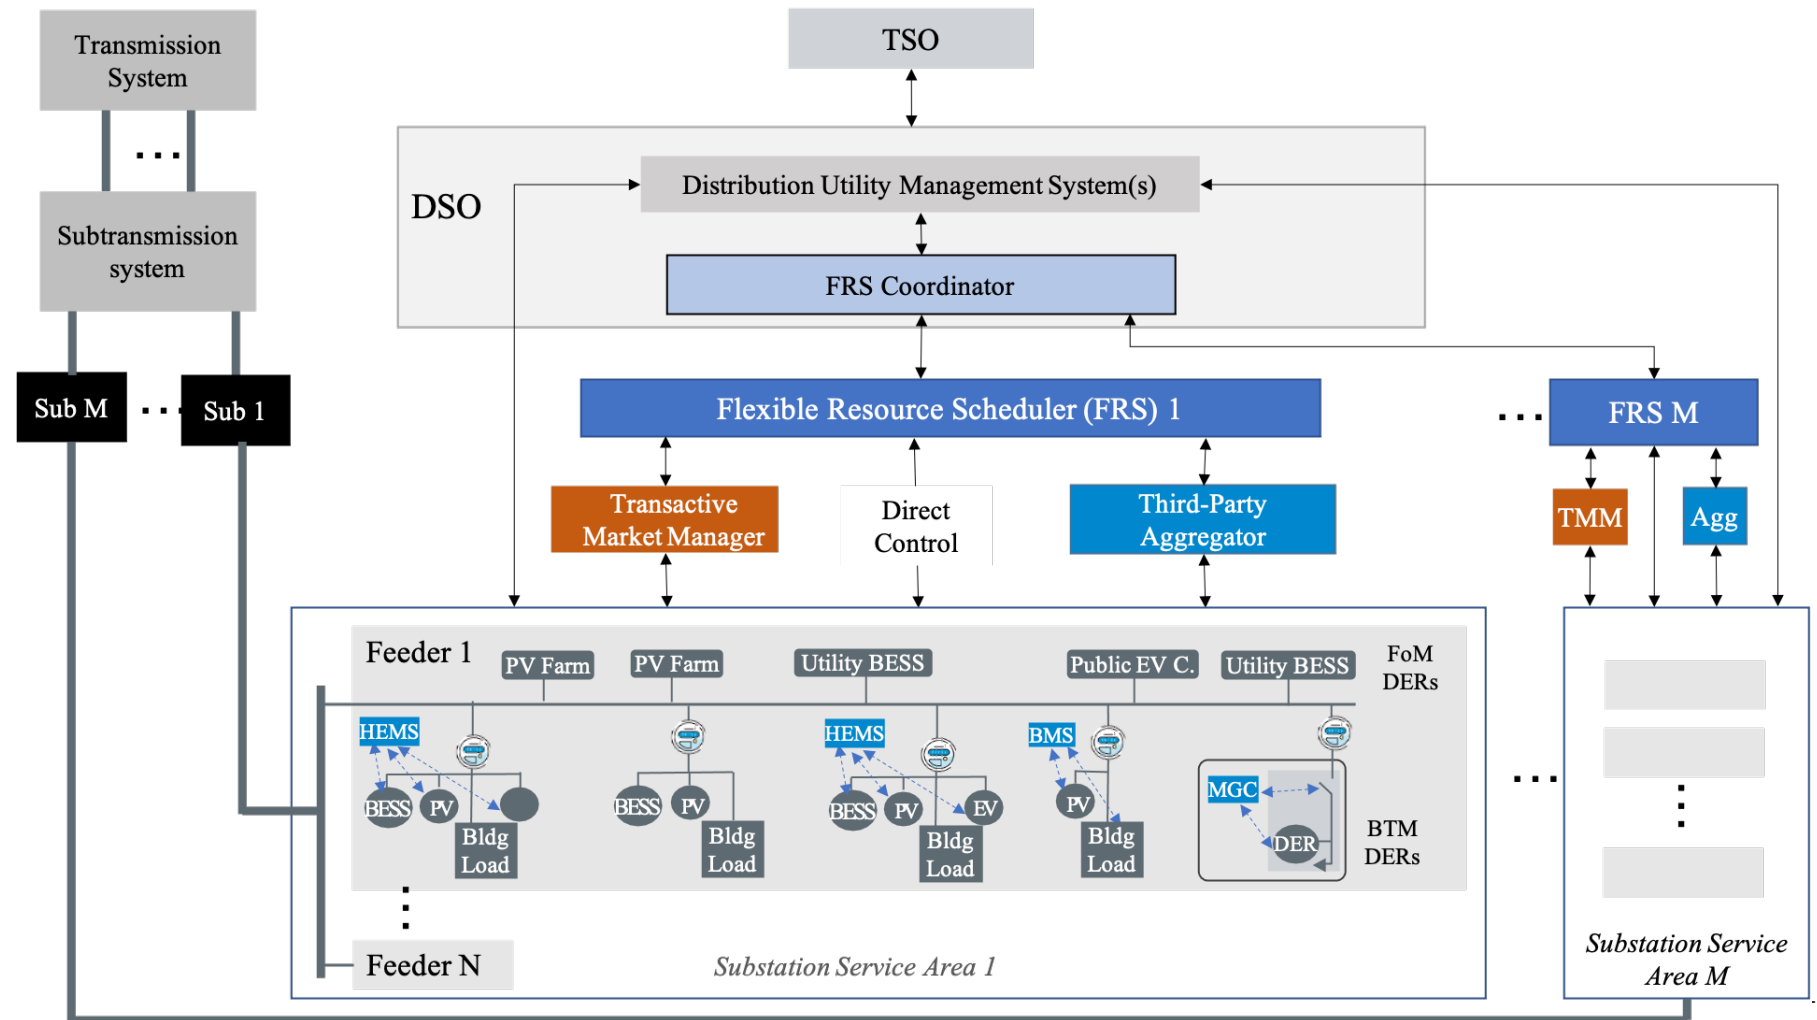 Transmission
System
TSO
Distribution Utility Management System(s)
DSO
Subtransmission
system
FRS Coordinator
Sub M
Sub 1
Flexible Resource Scheduler (FRS) 1
FRS M
Transactive
Market Manager
Direct
Control
Third-Party
Aggregator
TMM
Agg
Feeder 1
PV Farm
PV Farm
Utility BESS
Public EV C.
Utility BESS
FoM
DERs
HEMS
HEMS
BMS
MGC
BESS
PV
BESS
PV
BESS
PV
EV
PV
Bldg
Load
Bldg
Load
Bldg
Load
Bldg
Load
DER
BTM
DERs
Feeder N
Substation Service Area 1
Substation Service
Area M